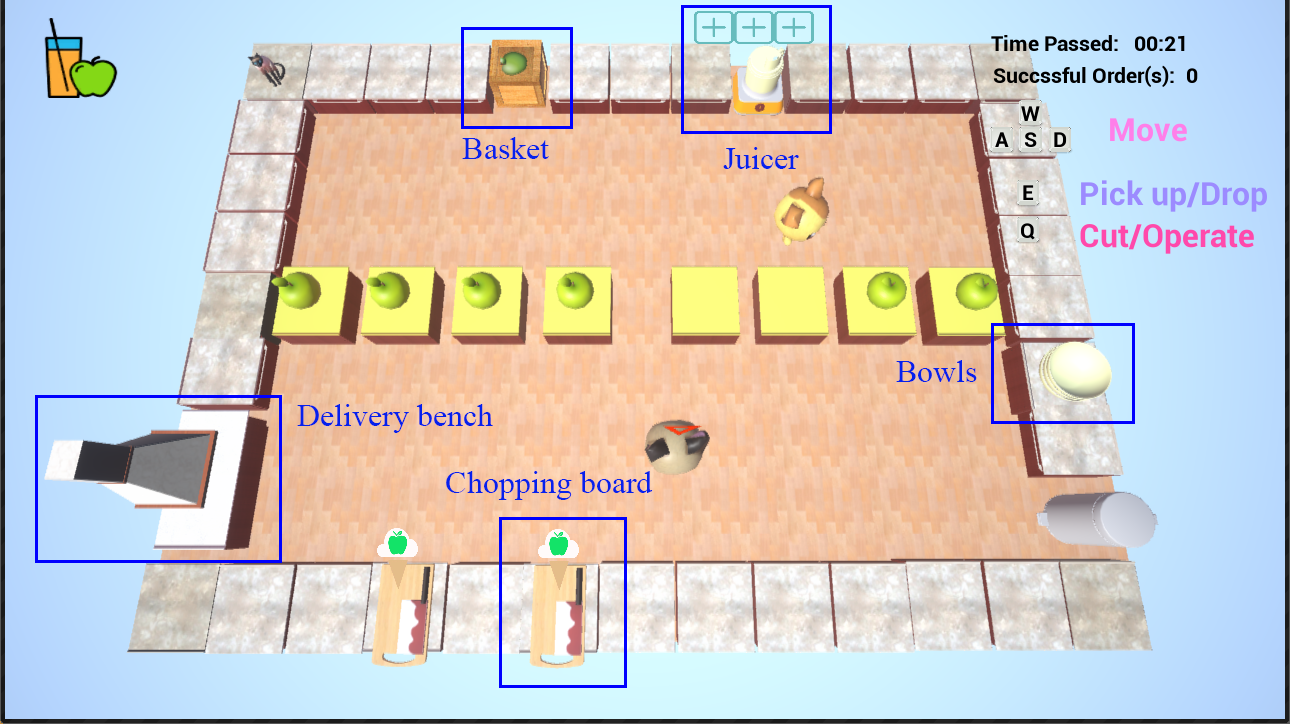 Time Passed: 00:21
Succssful Order(s): 0
W
A S D
Move
Basket
Juicer
E
Pick up/Drop
Q
Cut/Operate
Bowls
Delivery bench
Chopping board